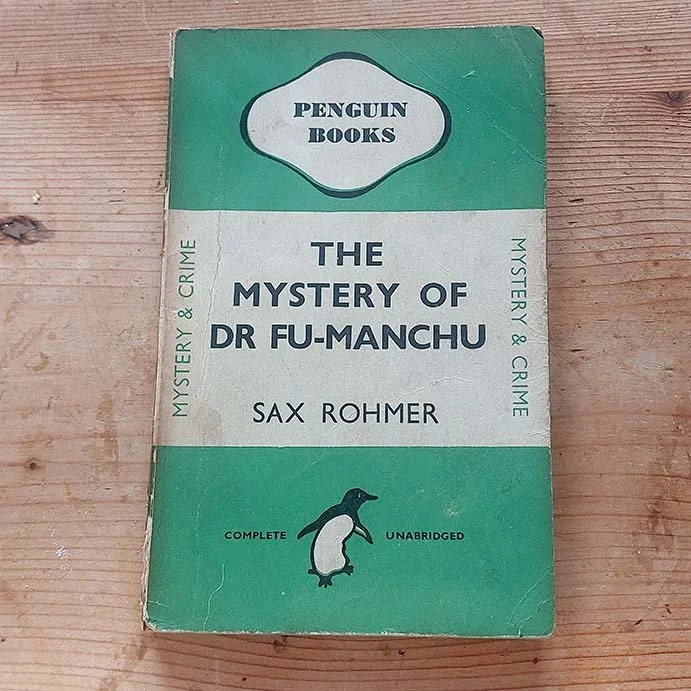 PENGUIN
BOOKS
THE
MYSTERY OF
DR FU-MANCHU
SAX ROHMER
MYSTERY & CRIME
MYSTERY & CRIME
COMPLETE UNABRIDGED